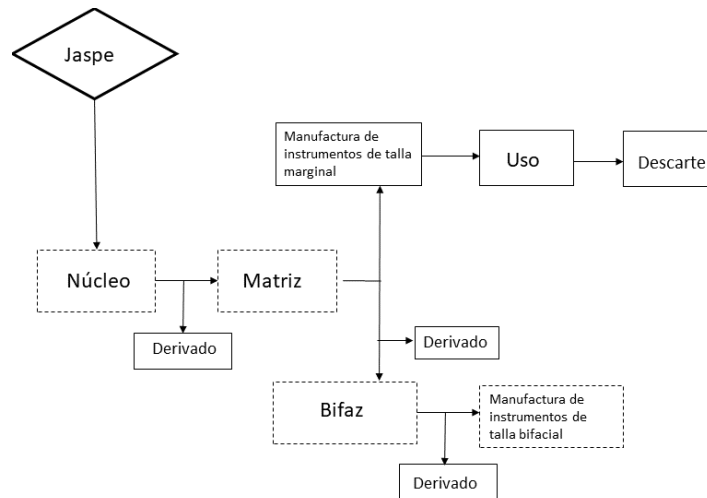 Jaspe
Manufactura de
instrumentos de talla
marginal
Uso
Descarte
Núcleo
Matriz
Derivado
Derivado
Bifaz
Manufactura de
instrumentos de
talla bifacial
Derivado